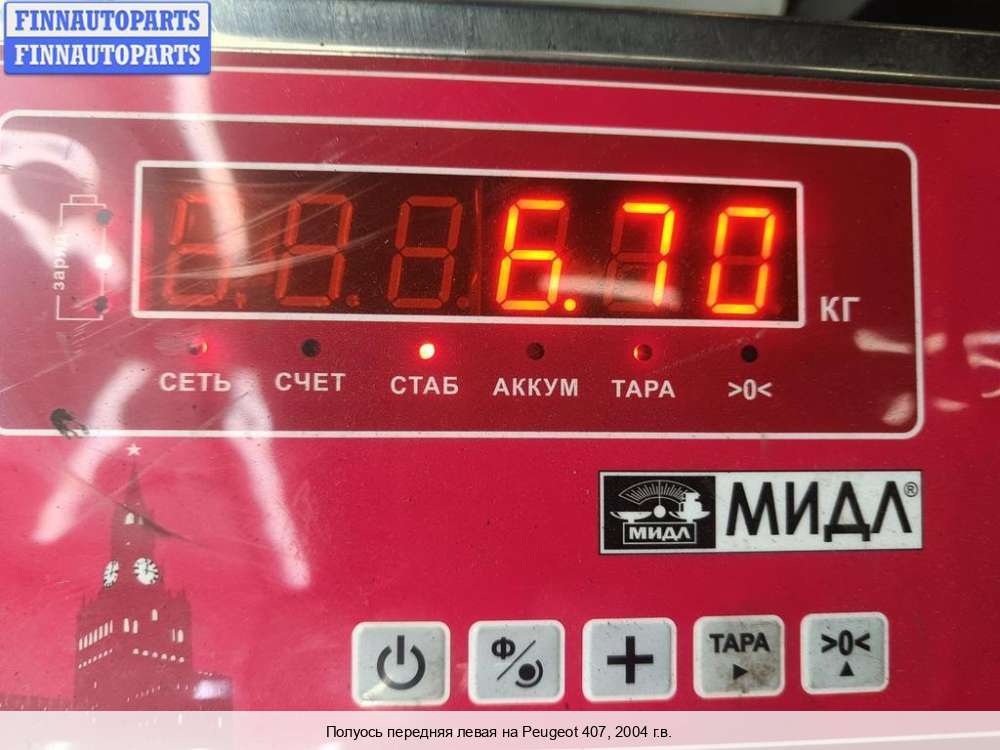 FINNAUTOPARTS
FINNAUTOPARTS
6.70
КГ
заряд
СЕТЬ СЧЕТ СТАБ АККУМ ТАРА >0<
МИДЛ МИДЛ®
Ф/ + ТАРА >0<
Полуось передняя левая на Peugeot 407, 2004 г.в.